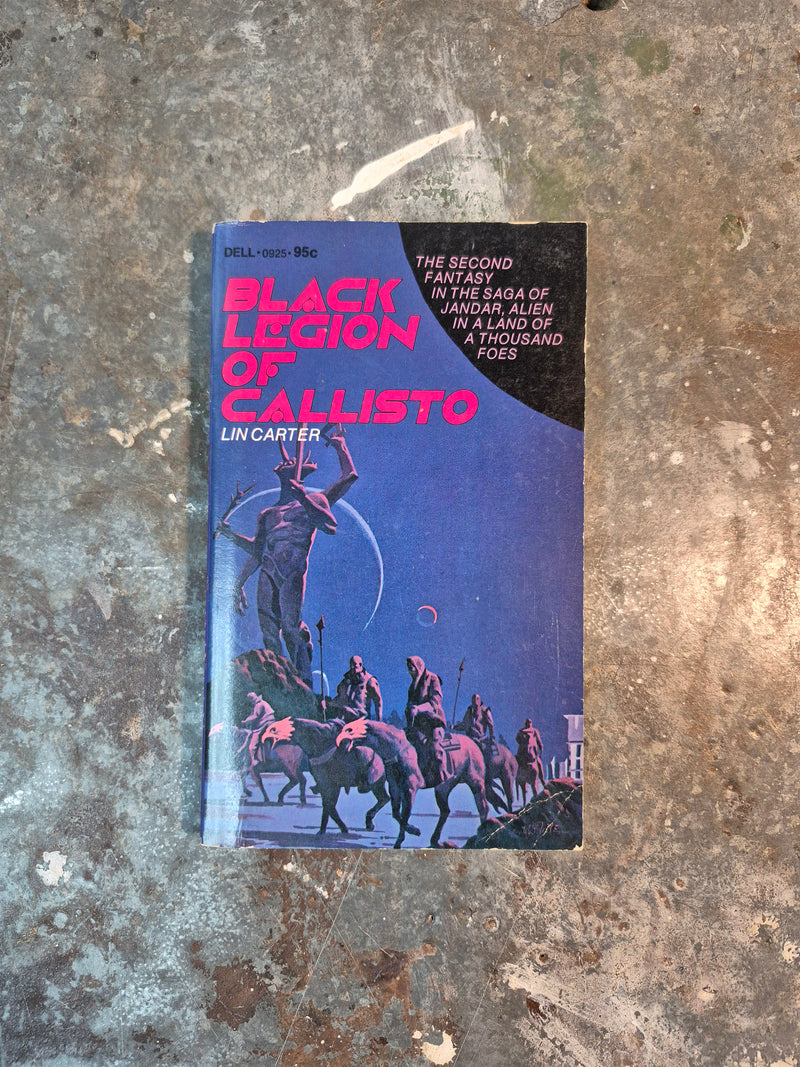 DELL • 0925 • 95c
BLACK
LEGION
OF
CALLISTO
LIN CARTER
THE SECOND
FANTASY
IN THE SAGA OF
JANDAR, ALIEN
IN A LAND OF
A THOUSAND
FOES